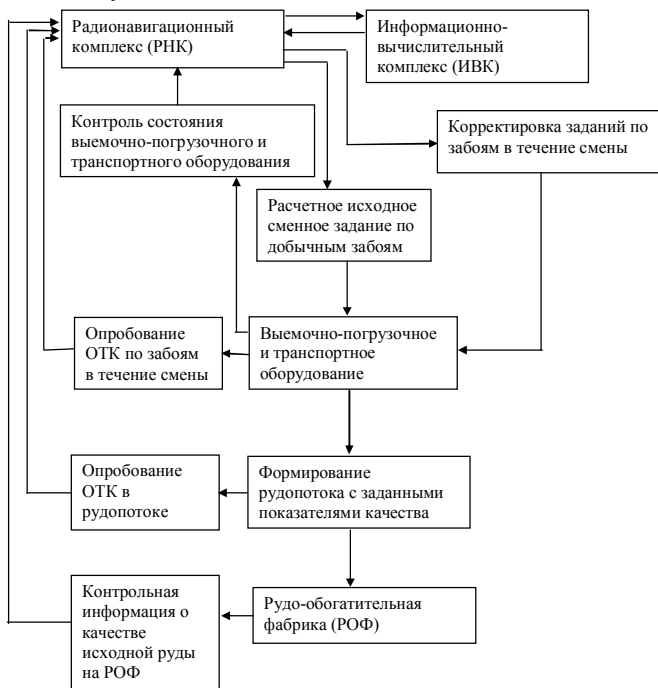 Радионавигационный
комплекс (РНК)
Информационно-
вычислительный
комплекс (ИВК)
Контроль состояния
выемочно-погрузочного и
транспортного оборудования
Корректировка заданий по
забоям в течение смены
Расчетное исходное
сменное задание по
добычным забоям
Опробование
ОТК по забоям
в течение смены
Выемочно-погрузочное
и транспортное
оборудование
Опробование
ОТК в
рудопотоке
Формирование
рудопотока с заданными
показателями качества
Контрольная
информация о
качестве
исходной руды
на РОФ
Рудо-обогатительная
фабрика (РОФ)